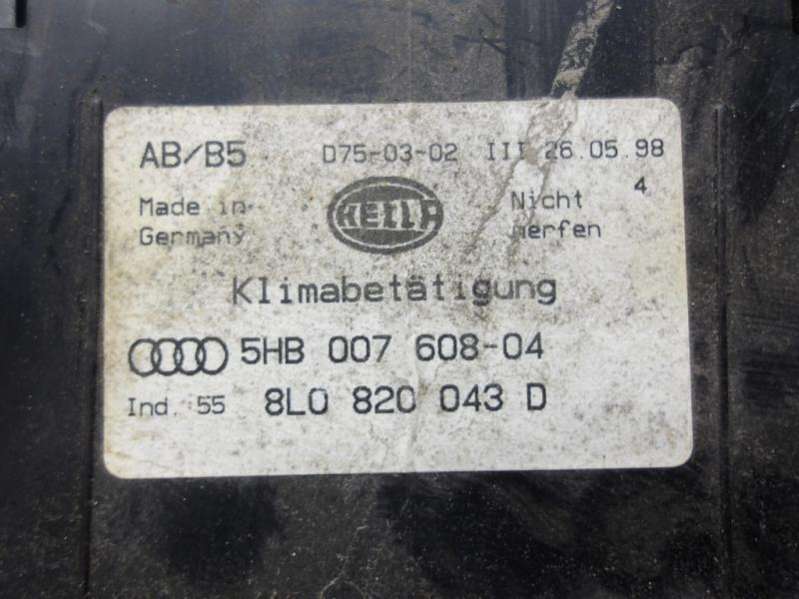 AB/B5 D75-03-02 III 26.05.98
4
Made in Germany
HELLA
Nicht werfen
Klimabetätigung
5HB 007 608-04
Ind. 55 8L0 820 043 D